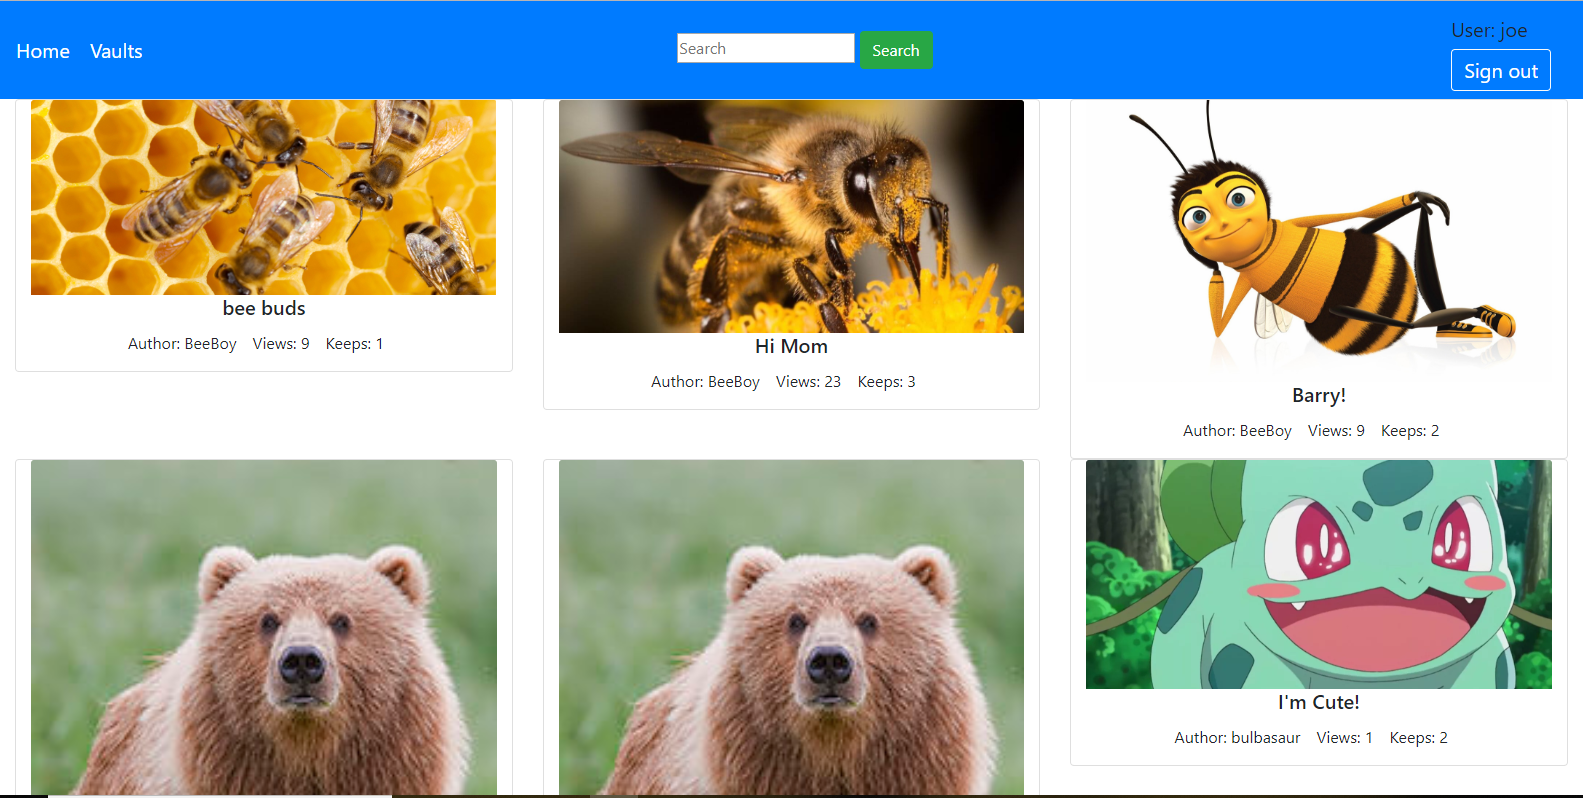 Home Vaults Search Search User: joe
Sign out
bee buds
Author: BeeBoy Views: 9 Keeps: 1
Hi Mom
Author: BeeBoy Views: 23 Keeps: 3
Barry!
Author: BeeBoy Views: 9 Keeps: 2
I'm Cute!
Author: bulbasaur Views: 1 Keeps: 2